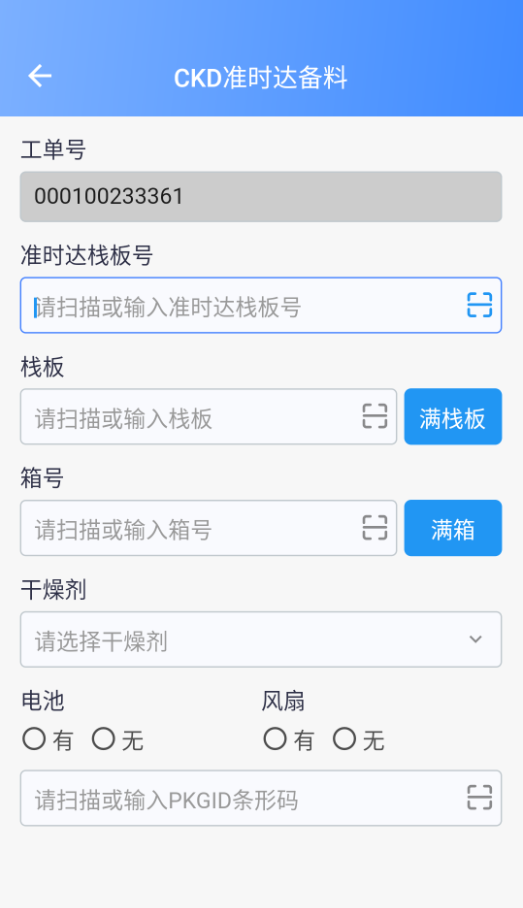 CKD准时达备料
工单号
000100233361
准时达栈板号
请扫描或输入准时达栈板号
栈板
请扫描或输入栈板
满栈板
箱号
请扫描或输入箱号
满箱
干燥剂
请选择干燥剂
电池 风扇
有 无 有 无
请扫描或输入PKGID条形码